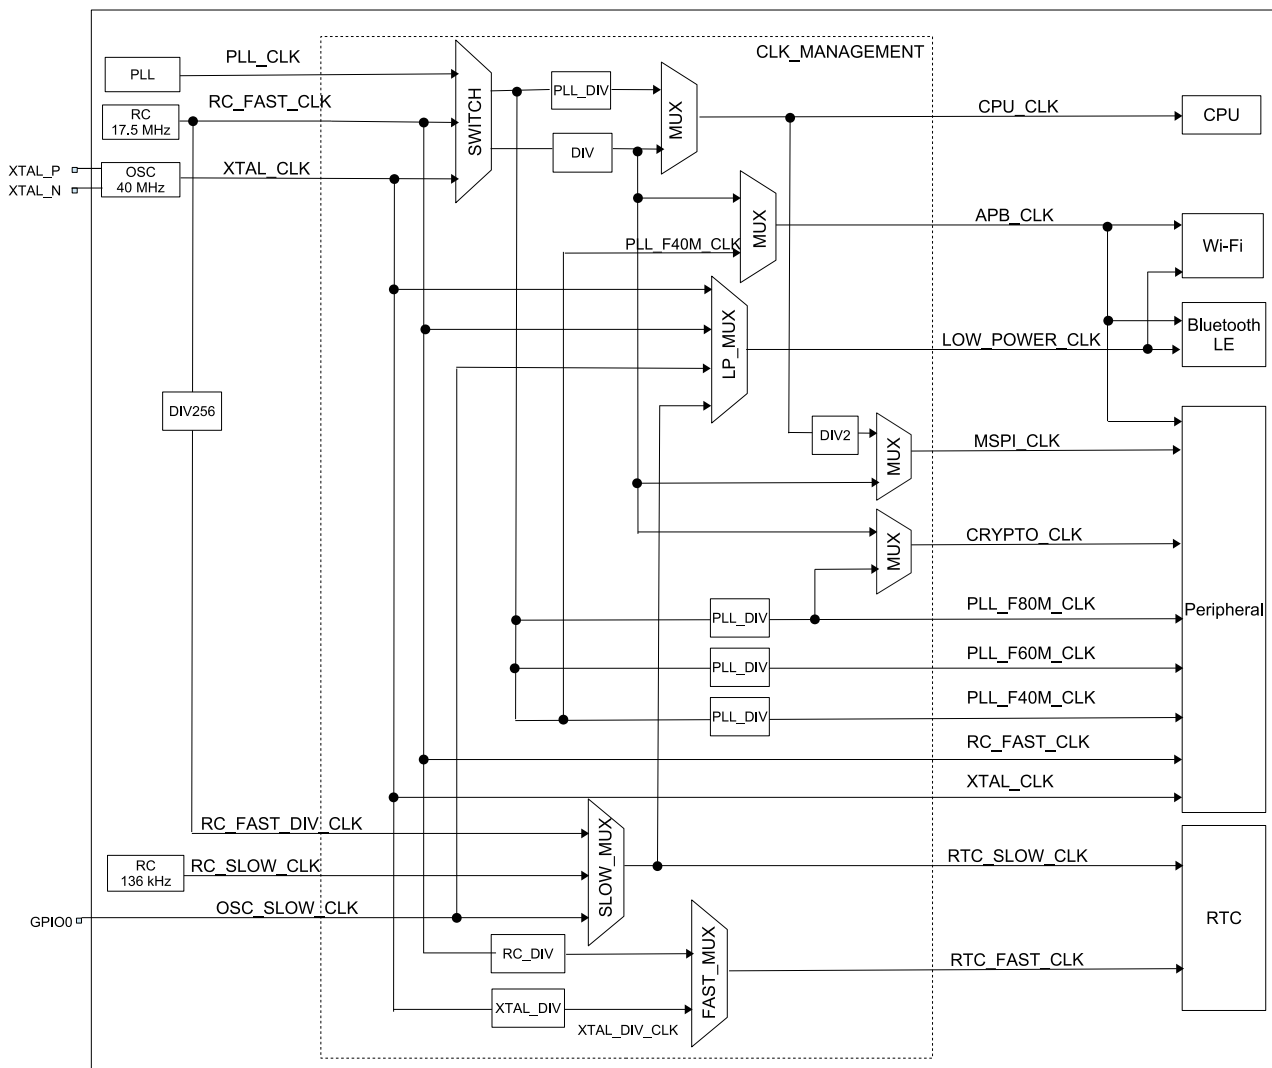 CLK_MANAGEMENT
PLL
PLL_CLK
RC
17.5 MHz
RC_FAST_CLK
XTAL_P
XTAL_N
OSC
40 MHz
XTAL_CLK
SWITCH
PLL_DIV
DIV
MUX
CPU_CLK
CPU
PLL_F40M_CLK
MUX
APB_CLK
Wi-Fi
LP_MUX
LOW_POWER_CLK
Bluetooth
LE
DIV256
DIV2
MUX
MSPI_CLK
MUX
CRYPTO_CLK
PLL_DIV
PLL_F80M_CLK
Peripheral
PLL_DIV
PLL_F60M_CLK
PLL_DIV
PLL_F40M_CLK
RC_FAST_CLK
XTAL_CLK
RC_FAST_DIV_CLK
RC
136 kHz
RC_SLOW_CLK
SLOW_MUX
RTC_SLOW_CLK
GPIO0
OSC_SLOW_CLK
RTC
RC_DIV
FAST_MUX
RTC_FAST_CLK
XTAL_DIV
XTAL_DIV_CLK